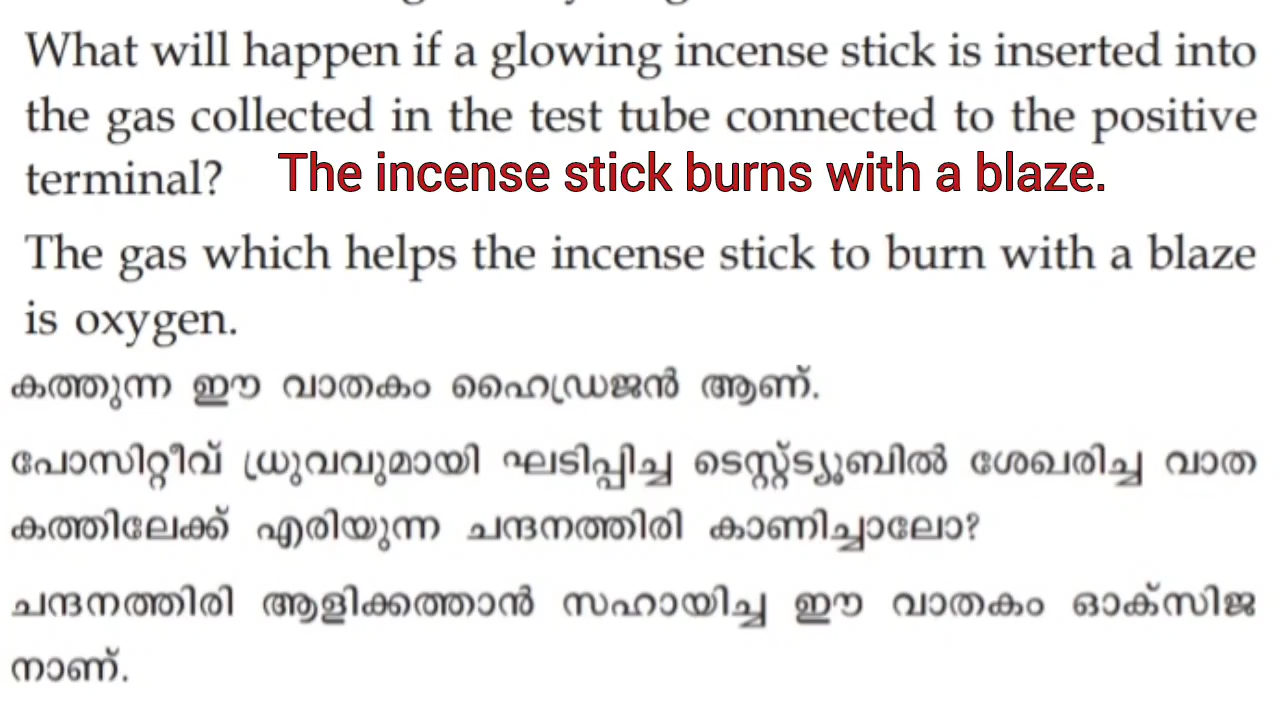 What will happen if a glowing incense stick is inserted into
the gas collected in the test tube connected to the positive
terminal? The incense stick burns with a blaze.
The gas which helps the incense stick to burn with a blaze
is oxygen.
കത്തുന്ന ഈ വാതകം ഹൈഡ്രജൻ ആണ്.
പോസിറ്റീവ് ധ്രുവവുമായി ഘടിപ്പിച്ച ടെസ്റ്റ്ട്യൂബിൽ ശേഖരിച്ച വാത
കത്തിലേക്ക് എരിയുന്ന ചന്ദനത്തിരി കാണിച്ചാലോ?
ചന്ദനത്തിരി ആളിക്കത്താൻ സഹായിച്ച ഈ വാതകം ഓക്സിജ
നാണ്.